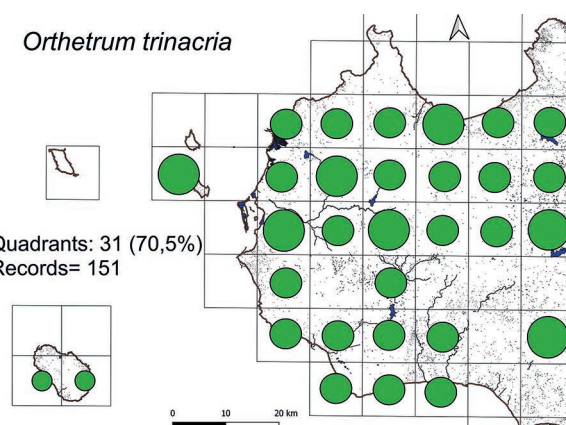 Orthetrum trinacria
Quadrants: 31 (70,5%)
Records= 151
0 10 20 km